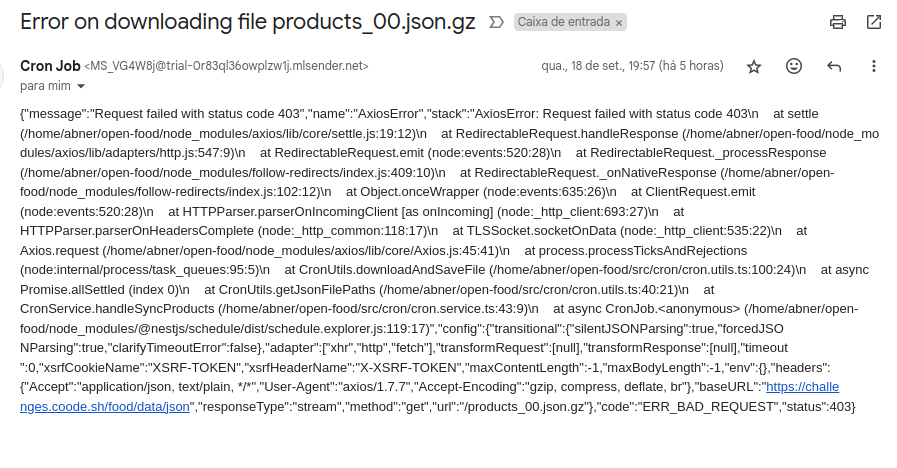 Error on downloading file products_00.json.gz Caixa de entrada ×
Cron Job <MS_VG4W8j@trial-0r83ql36owplzw1j.mlsender.net> qua., 18 de set., 19:57 (há 5 horas)
para mim
{"message":"Request failed with status code 403","name":"AxiosError","stack":"AxiosError: Request failed with status code 403\n    at settle
(/home/abner/open-food/node_modules/axios/lib/core/settle.js:19:12)\n    at RedirectableRequest.handleResponse (/home/abner/open-food/node_mo
dules/axios/lib/adapters/http.js:547:9)\n    at RedirectableRequest.emit (node:events:520:28)\n    at RedirectableRequest._processResponse
(/home/abner/open-food/node_modules/follow-redirects/index.js:409:10)\n    at RedirectableRequest._onNativeResponse (/home/abner/open-
food/node_modules/follow-redirects/index.js:102:12)\n    at Object.onceWrapper (node:events:635:26)\n    at ClientRequest.emit
(node:events:520:28)\n    at HTTPParser.parserOnIncomingClient [as onIncoming] (node:_http_client:693:27)\n    at
HTTPParser.parserOnHeadersComplete (node:_http_common:118:17)\n    at TLSSocket.socketOnData (node:_http_client:535:22)\n    at
Axios.request (/home/abner/open-food/node_modules/axios/lib/core/Axios.js:45:41)\n    at process.processTicksAndRejections
(node:internal/process/task_queues:95:5)\n    at CronUtils.downloadAndSaveFile (/home/abner/open-food/src/cron/cron.utils.ts:100:24)\n    at async
Promise.allSettled (index 0)\n    at CronUtils.getJsonFilePaths (/home/abner/open-food/src/cron/cron.utils.ts:40:21)\n    at
CronService.handleSyncProducts (/home/abner/open-food/src/cron/cron.service.ts:43:9)\n    at async CronJob.<anonymous> (/home/abner/open-
food/node_modules/@nestjs/schedule/dist/schedule.explorer.js:119:17)","config":{"transitional":{"silentJSONParsing":true,"forcedJSO
NParsing":true,"clarifyTimeoutError":false},"adapter":["xhr","http","fetch"],"transformRequest":[null],"transformResponse":[null],"timeout
":0,"xsrfCookieName":"XSRF-TOKEN","xsrfHeaderName":"X-XSRF-TOKEN","maxContentLength":-1,"maxBodyLength":-1,"env":{},"headers":
{"Accept":"application/json, text/plain, */*","User-Agent":"axios/1.7.7","Accept-Encoding":"gzip, compress, deflate, br"},"baseURL":"https://challe
nges.coode.sh/food/data/json","responseType":"stream","method":"get","url":"/products_00.json.gz"},"code":"ERR_BAD_REQUEST","status":403}